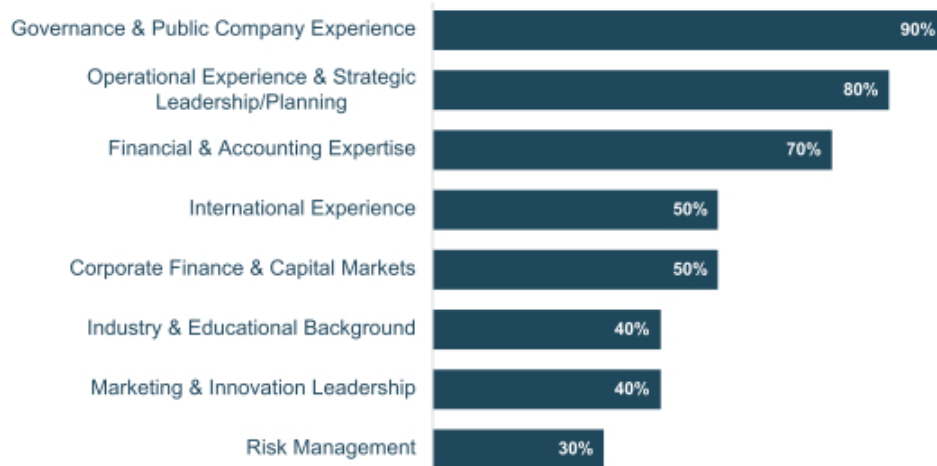 Governance & Public Company Experience 90%
Operational Experience & Strategic
Leadership/Planning 80%
Financial & Accounting Expertise 70%
International Experience 50%
Corporate Finance & Capital Markets 50%
Industry & Educational Background 40%
Marketing & Innovation Leadership 40%
Risk Management 30%